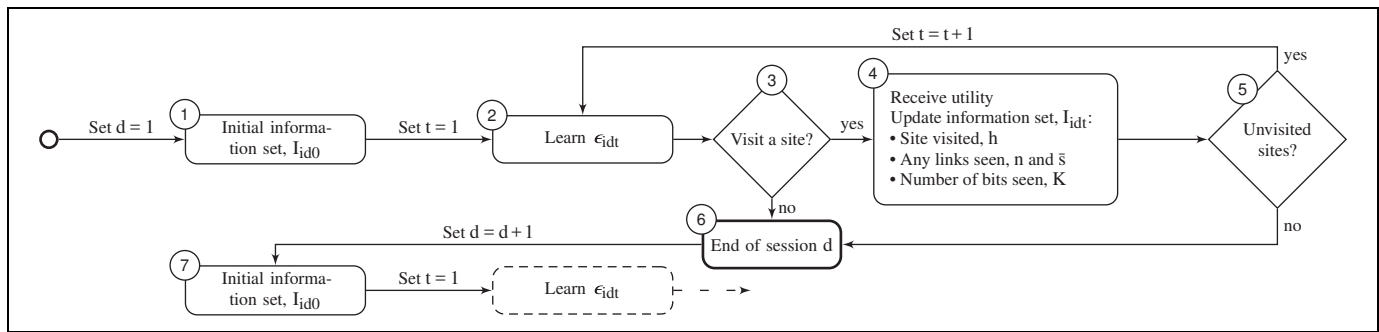 Set t = t + 1
yes
Set d = 1
1
Initial informa-
tion set, I_id0
Set t = 1
2
Learn ϵ_idt
3
Visit a site?
yes
no
4
Receive utility
Update information set, I_idt:
• Site visited, h
• Any links seen, n and s̄
• Number of bits seen, K
5
Unvisited
sites?
no
6
End of session d
Set d = d + 1
7
Initial informa-
tion set, I_id0
Set t = 1
Learn ϵ_idt